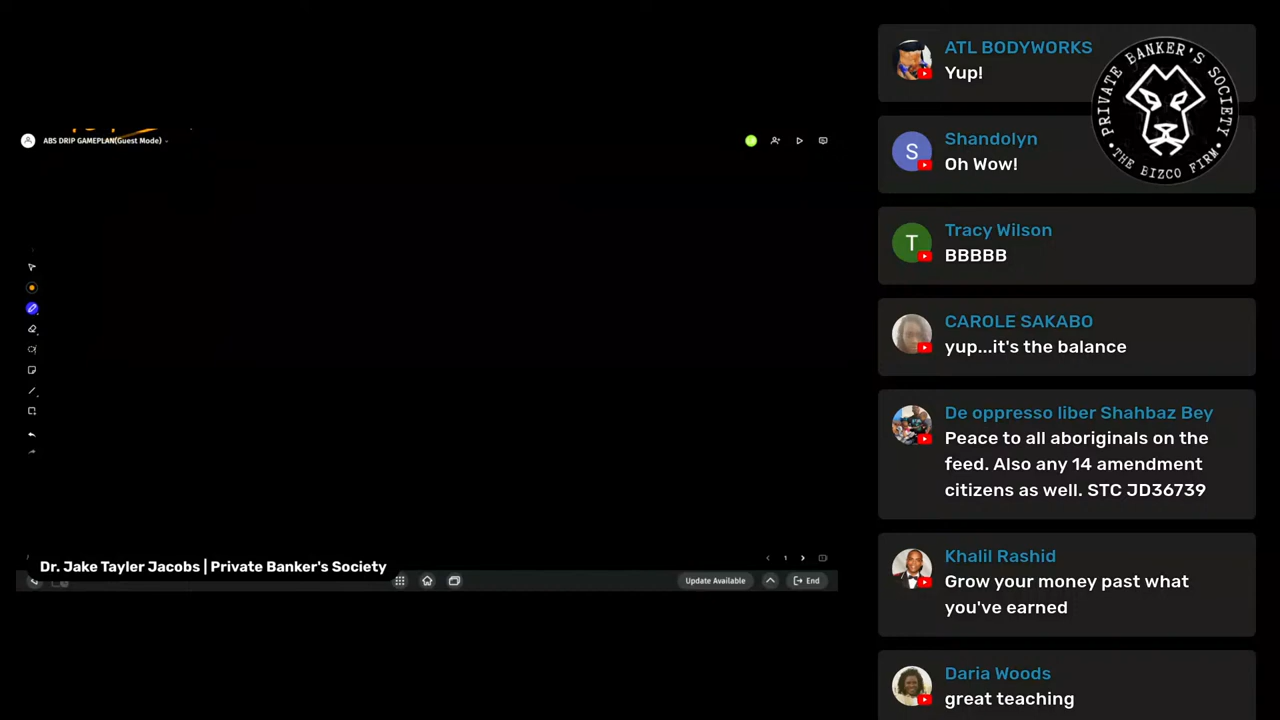 ABS DRIP GAMEPLAN(Guest Mode)
1
Dr. Jake Tayler Jacobs | Private Banker's Society
Update Available
End
PRIVATE BANKER'S SOCIETY
• THE BIZCO FIRM •
ATL BODYWORKS
Yup!
S
Shandolyn
Oh Wow!
T
Tracy Wilson
BBBBB
CAROLE SAKABO
yup...it's the balance
De oppresso liber Shahbaz Bey
Peace to all aboriginals on the
feed. Also any 14 amendment
citizens as well. STC JD36739
Khalil Rashid
Grow your money past what
you've earned
Daria Woods
great teaching